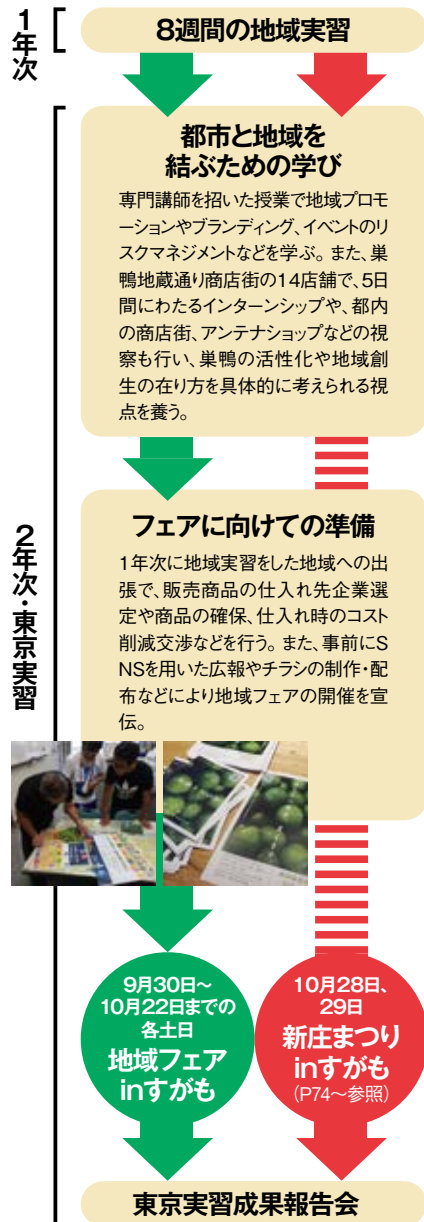 1年次
8週間の地域実習
2年次・東京実習
都市と地域を
結ぶための学び
専門講師を招いた授業で地域プロモ
ーションやブランディング、イベントのリ
スクマネジメントなどを学ぶ。また、巣
鴨地蔵通り商店街の14店舗で、5日
間にわたるインターンシップや、都内
の商店街、アンテナショップなどの視
察も行い、巣鴨の活性化や地域創
生の在り方を具体的に考えられる視
点を養う。
フェアに向けての準備
1年次に地域実習をした地域への出
張で、販売商品の仕入れ先企業選
定や商品の確保、仕入れ時のコスト
削減交渉などを行う。また、事前にS
NSを用いた広報やチラシの制作・配
布などにより地域フェアの開催を宣
伝。
9月30日〜
10月22日までの
各土日
地域フェア
inすがも
10月28日、
29日
新庄まつり
inすがも
(P74〜参照)
東京実習成果報告会